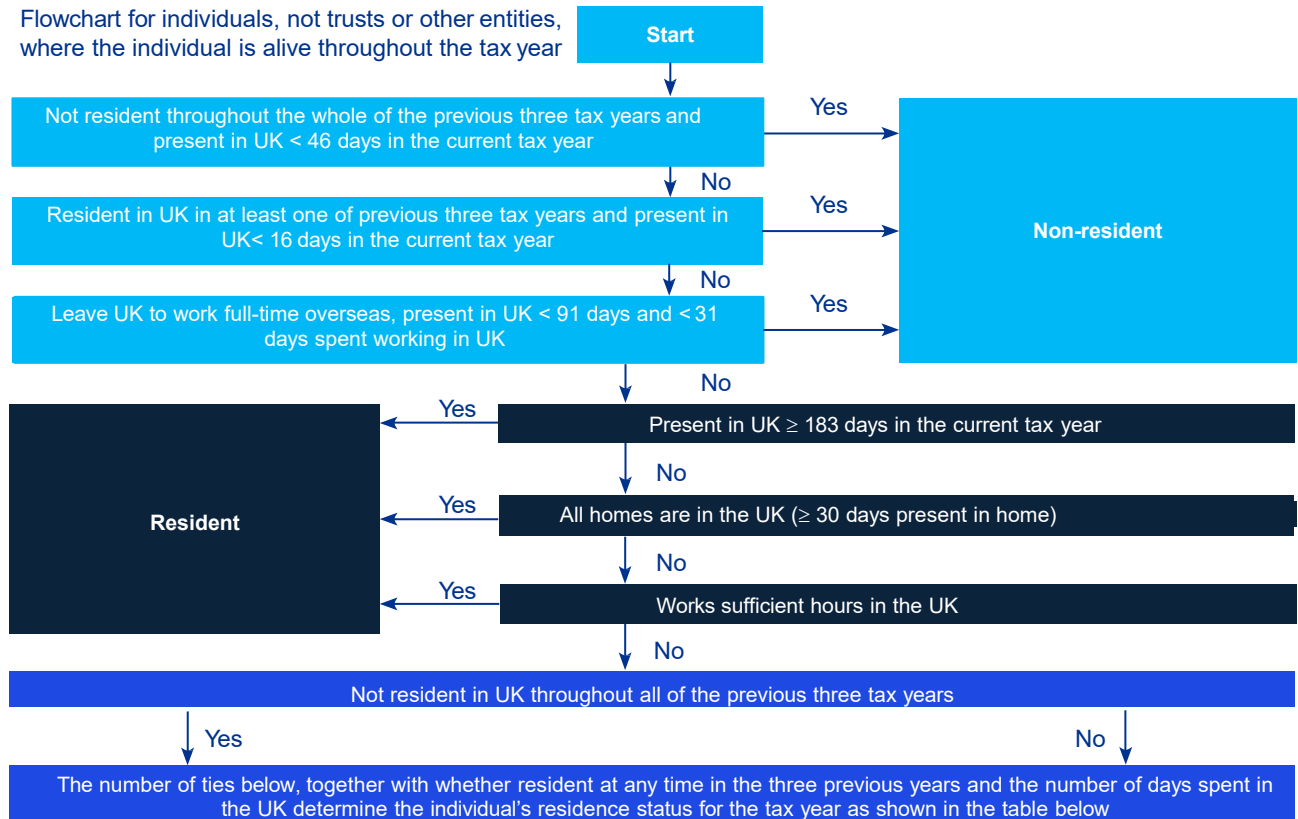 Flowchart for individuals, not trusts or other entities,
where the individual is alive throughout the tax year
Start
Not resident throughout the whole of the previous three tax years and
present in UK < 46 days in the current tax year
Yes
No
Resident in UK in at least one of previous three tax years and present in
UK< 16 days in the current tax year
Yes
Non-resident
No
Leave UK to work full-time overseas, present in UK < 91 days and < 31
days spent working in UK
Yes
No
Present in UK ≥ 183 days in the current tax year
Yes
No
Resident
All homes are in the UK (≥ 30 days present in home)
Yes
No
Works sufficient hours in the UK
Yes
No
Not resident in UK throughout all of the previous three tax years
Yes
No
The number of ties below, together with whether resident at any time in the three previous years and the number of days spent in
the UK determine the individual’s residence status for the tax year as shown in the table below